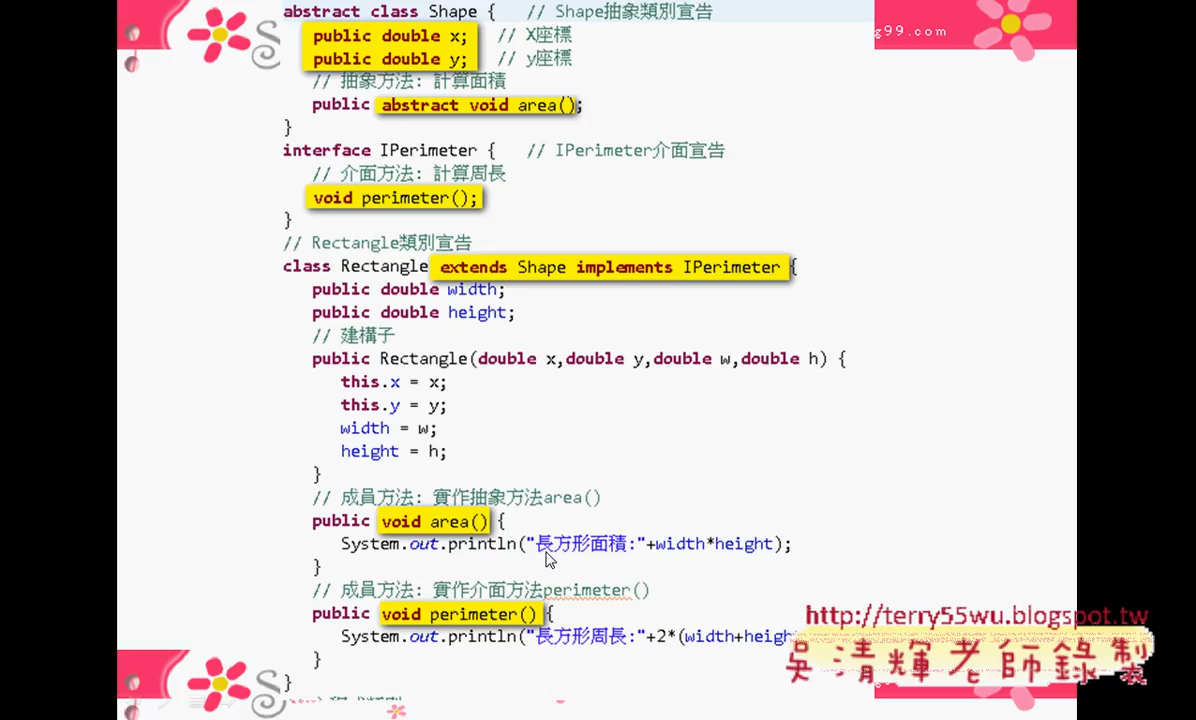 abstract class Shape { // Shape抽象類別宣告
g99.com
public double x; // X座標
public double y; // y座標
// 抽象方法: 計算面積
public abstract void area();
}
interface IPerimeter { // IPerimeter介面宣告
// 介面方法: 計算周長
void perimeter();
}
// Rectangle類別宣告
class Rectangle extends Shape implements IPerimeter {
public double width;
public double height;
// 建構子
public Rectangle(double x,double y,double w,double h) {
this.x = x;
this.y = y;
width = w;
height = h;
}
// 成員方法: 實作抽象方法area()
public void area() {
System.out.println("長方形面積:"+width*height);
}
// 成員方法: 實作介面方法perimeter()
public void perimeter() {
System.out.println("長方形周長:"+2*(width+heigh
}
}
http://terry55wu.blogspot.tw
吳清輝老師錄製